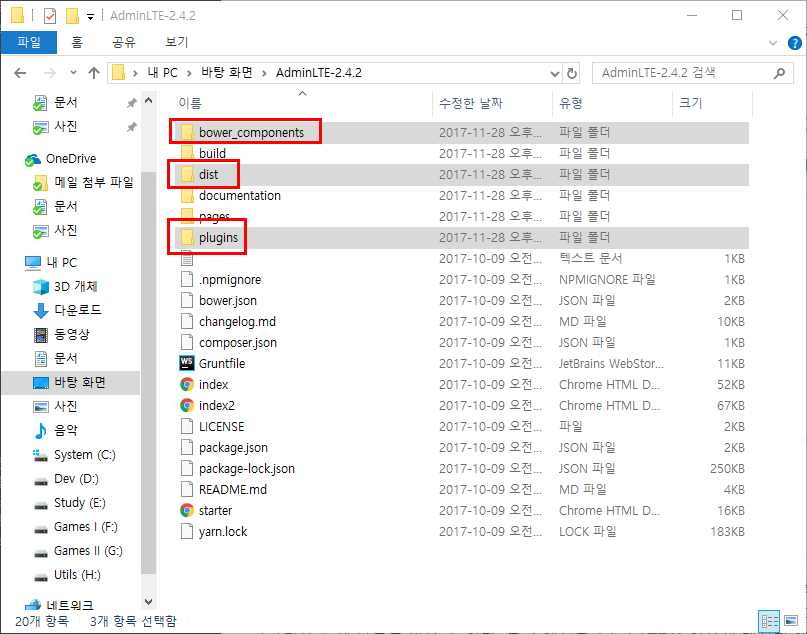 AdminLTE-2.4.2
파일 홈 공유 보기
내 PC 바탕 화면 AdminLTE-2.4.2
AdminLTE-2.4.2 검색
문서
사진
OneDrive
메일 첨부 파일
문서
사진
내 PC
3D 개체
다운로드
동영상
문서
바탕 화면
사진
음악
System (C:)
Dev (D:)
Study (E:)
Games I (F:)
Games II (G:)
Utils (H:)
네트워크
이름 수정한 날짜 유형 크기
bower_components 2017-11-28 오후... 파일 폴더
build 2017-11-28 오후... 파일 폴더
dist 2017-11-28 오후... 파일 폴더
documentation 2017-11-28 오후... 파일 폴더
pages 2017-11-28 오후... 파일 폴더
plugins 2017-11-28 오후... 파일 폴더
2017-10-09 오전... 텍스트 문서 1KB
.npmignore 2017-10-09 오전... NPMIGNORE 파일 1KB
bower.json 2017-10-09 오전... JSON 파일 2KB
changelog.md 2017-10-09 오전... MD 파일 10KB
composer.json 2017-10-09 오전... JSON 파일 1KB
WS Gruntfile 2017-10-09 오전... JetBrains WebStor... 11KB
index 2017-10-09 오전... Chrome HTML D... 52KB
index2 2017-10-09 오전... Chrome HTML D... 67KB
LICENSE 2017-10-09 오전... 파일 2KB
package.json 2017-10-09 오전... JSON 파일 2KB
package-lock.json 2017-10-09 오전... JSON 파일 250KB
README.md 2017-10-09 오전... MD 파일 4KB
starter 2017-10-09 오전... Chrome HTML D... 16KB
yarn.lock 2017-10-09 오전... LOCK 파일 183KB
20개 항목 3개 항목 선택함